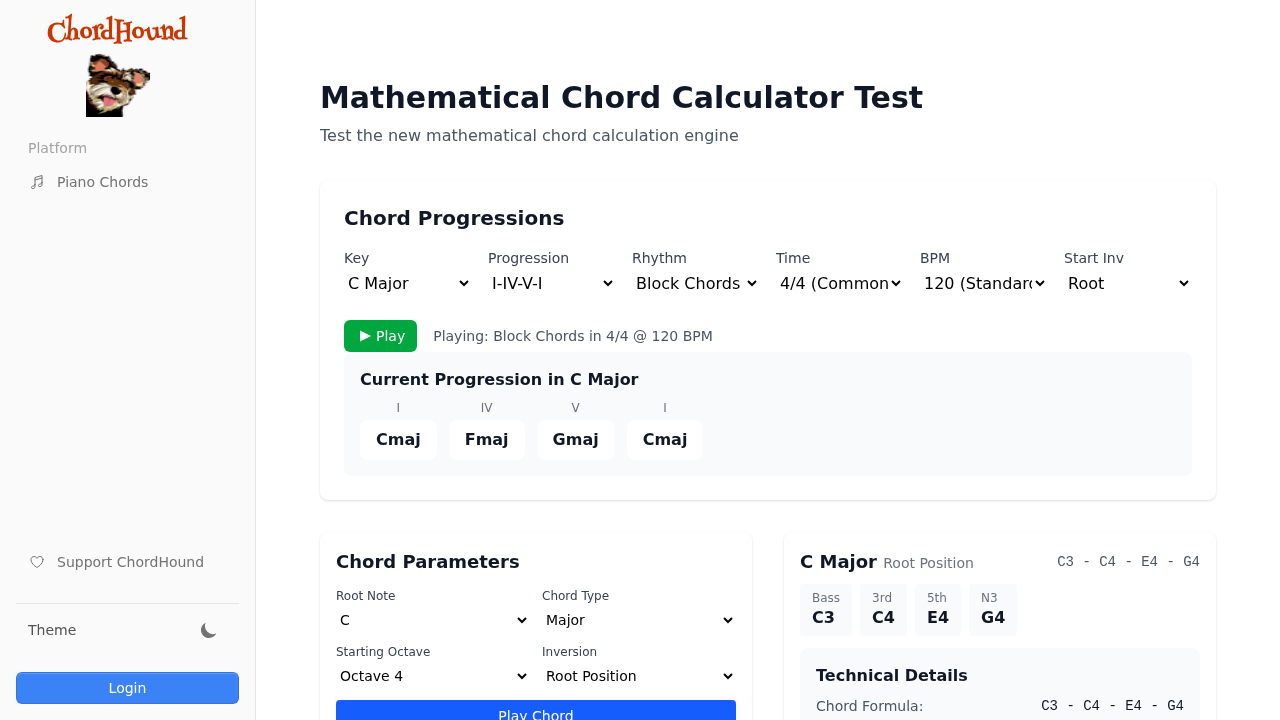 ChordHound
Platform
Piano Chords
Support ChordHound
Theme
Login
Mathematical Chord Calculator Test
Test the new mathematical chord calculation engine
Chord Progressions
Key Progression Rhythm Time BPM Start Inv
C Major I-IV-V-I Block Chords 4/4 (Common 120 (Standard Root
Play Playing: Block Chords in 4/4 @ 120 BPM
Current Progression in C Major
I IV V I
Cmaj Fmaj Gmaj Cmaj
Chord Parameters
Root Note Chord Type
C Major
Starting Octave Inversion
Octave 4 Root Position
Play Chord
C Major Root Position C3 - C4 - E4 - G4
Bass 3rd 5th N3
C3 C4 E4 G4
Technical Details
Chord Formula: C3 - C4 - E4 - G4